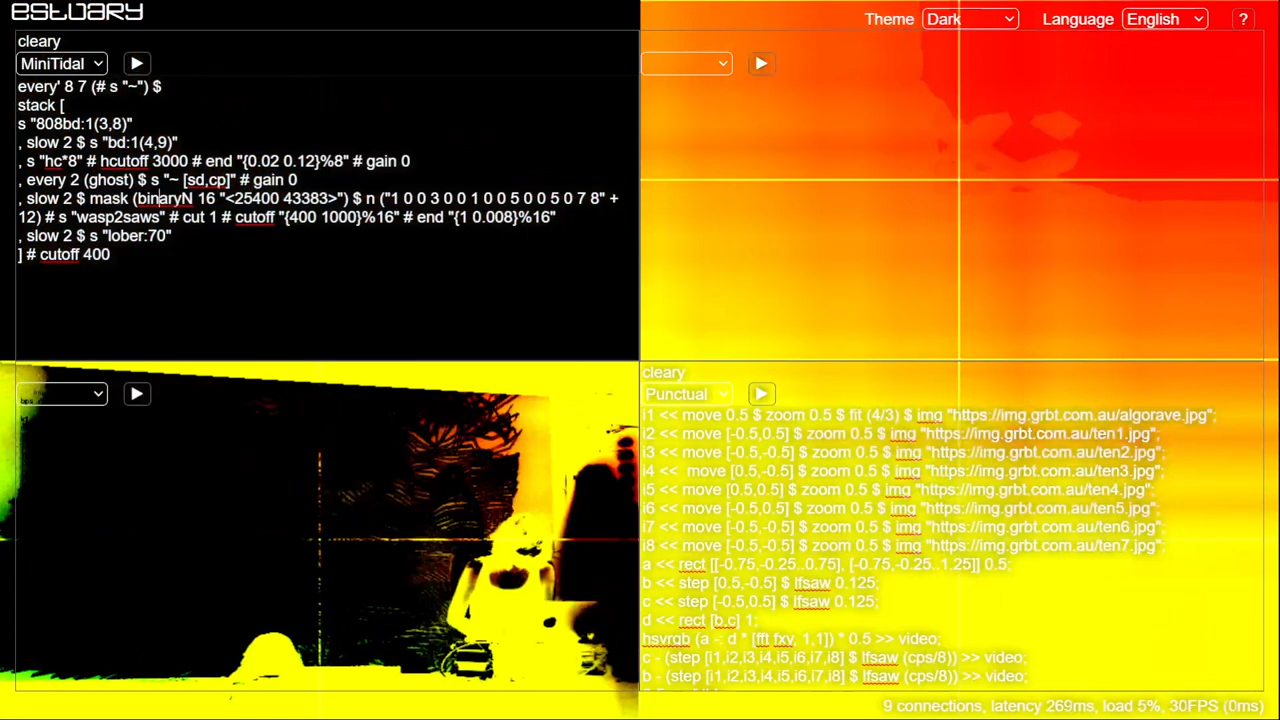 estuary
Theme Dark Language English ?
cleary
MiniTidal
every' 8 7 (# s "~") $
stack [
s "808bd:1(3,8)"
, slow 2 $ s "bd:1(4,9)"
, s "hc*8" # hcutoff 3000 # end "{0.02 0.12}%8" # gain 0
, every 2 (ghost) $ s "~ [sd,cp]" # gain 0
, slow 2 $ mask (binaryN 16 "<25400 43383>") $ n ("1 0 0 3 0 0 1 0 0 5 0 0 5 0 7 8" +
12) # s "wasp2saws" # cut 1 # cutoff "{400 1000}%16" # end "{1 0.008}%16"
, slow 2 $ s "lober:70"
] # cutoff 400
cleary
Punctual
i1 << move 0.5 $ zoom 0.5 $ fit (4/3) $ img "https://img.grbt.com.au/algorave.jpg";
i2 << move [-0.5,0.5] $ zoom 0.5 $ img "https://img.grbt.com.au/ten1.jpg";
i3 << move [-0.5,-0.5] $ zoom 0.5 $ img "https://img.grbt.com.au/ten2.jpg";
i4 << move [0.5,-0.5] $ zoom 0.5 $ img "https://img.grbt.com.au/ten3.jpg";
i5 << move [0.5,0.5] $ zoom 0.5 $ img "https://img.grbt.com.au/ten4.jpg";
i6 << move [-0.5,0.5] $ zoom 0.5 $ img "https://img.grbt.com.au/ten5.jpg";
i7 << move [-0.5,-0.5] $ zoom 0.5 $ img "https://img.grbt.com.au/ten6.jpg";
i8 << move [-0.5,-0.5] $ zoom 0.5 $ img "https://img.grbt.com.au/ten7.jpg";
a << rect [[-0.75,-0.25..0.75], [-0.75,-0.25..1.25]] 0.5;
b << step [0.5,-0.5] $ lfsaw 0.125;
c << step [-0.5,0.5] $ lfsaw 0.125;
d << rect [b,c] 1;
hsvrgb (a -: d * [fft fxy, 1,1]) * 0.5 >> video;
c - (step [i1,i2,i3,i4,i5,i6,i7,i8] $ lfsaw (cps/8)) >> video;
b - (step [i1,i2,i3,i4,i5,i6,i7,i8] $ lfsaw (cps/8)) >> video;
9 connections, latency 269ms, load 5%, 30FPS (0ms)